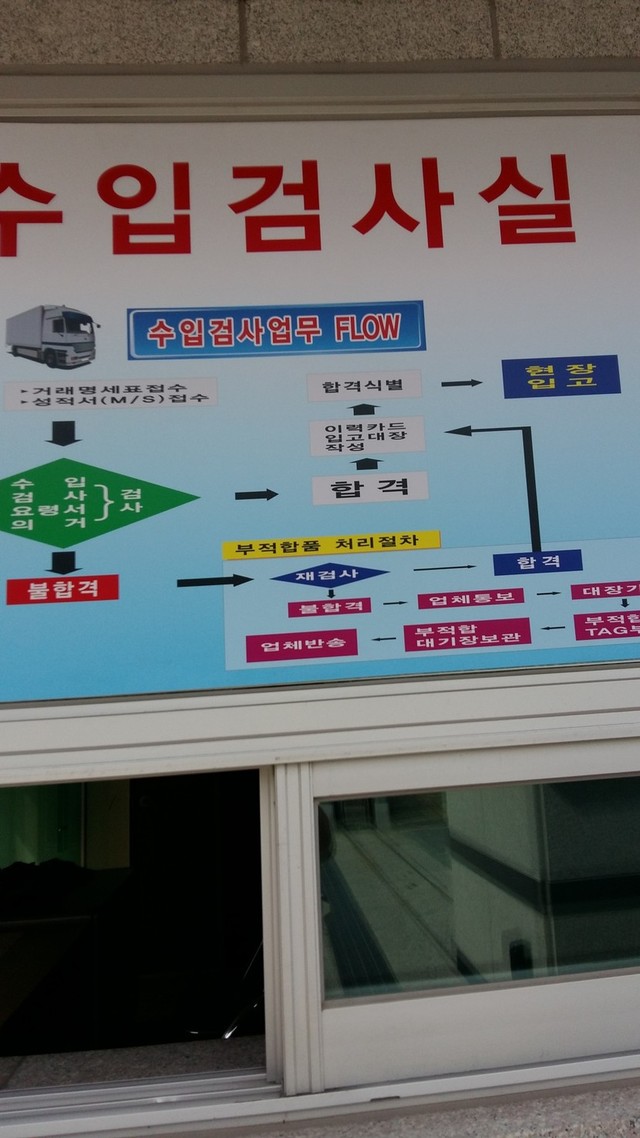 수입검사실
수입검사업무 FLOW
▸거래명세표접수
▸성적서(M/S)접수
합격식별
현장
입고
이력카드
입고대장
작성
합격
수 입
검 사
요령서
의 거
검
사
부적합품 처리절차
불합격
재검사
합격
불합격
업체통보
업체반송
부적합
대기장보관